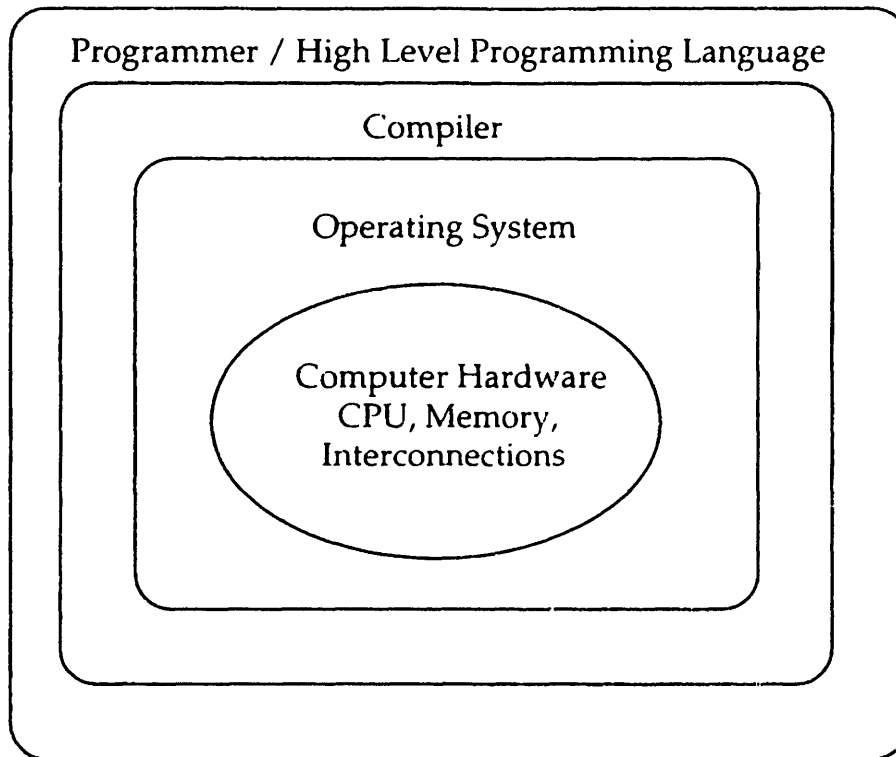 Programmer / High Level Programming Language
Compiler
Operating System
Computer Hardware
CPU, Memory,
Interconnections